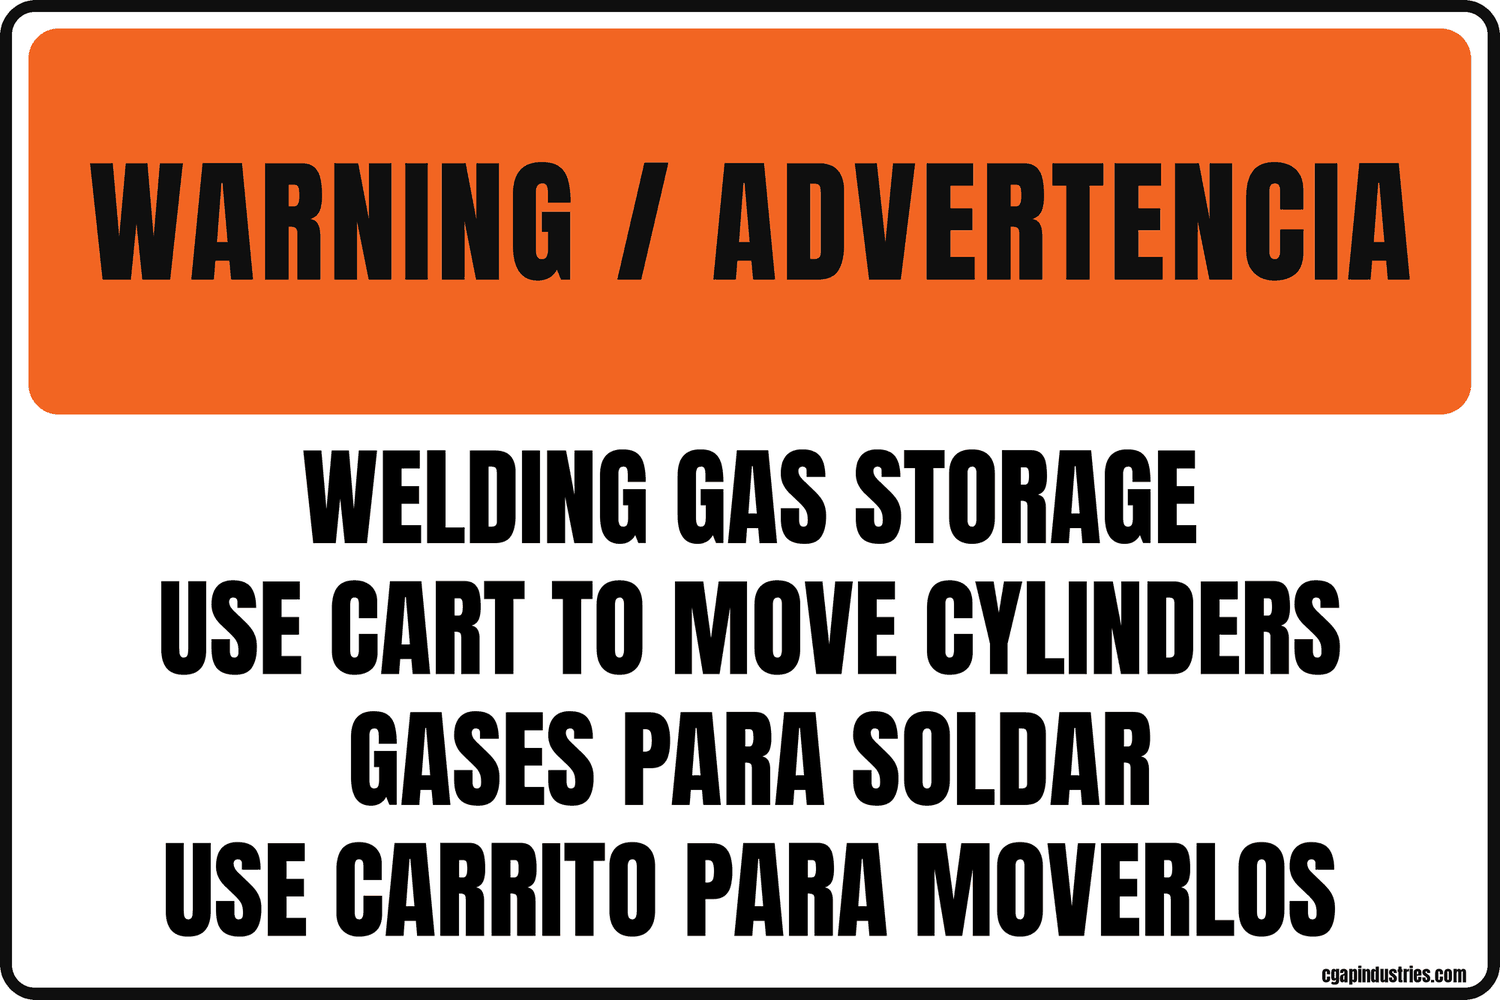 WARNING / ADVERTENCIA
WELDING GAS STORAGE
USE CART TO MOVE CYLINDERS
GASES PARA SOLDAR
USE CARRITO PARA MOVERLOS
cgapindustries.com